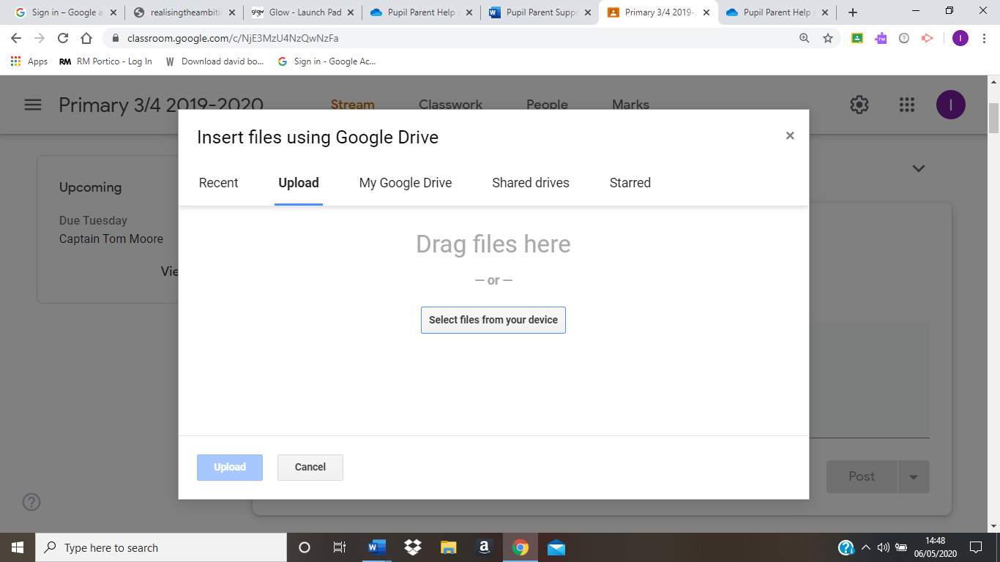 Sign in – Google a
realisingtheambiti
glow Glow - Launch Pad
Pupil Parent Help s
Pupil Parent Suppo
Primary 3/4 2019-
Pupil Parent Help s
classroom.google.com/c/NjE3MzU4NzQwNzFa
I
Apps
RM RM Portico - Log In
W Download david bo...
Sign in - Google Ac...
Primary 3/4 2019-2020
Stream
Classwork
People
Marks
I
Insert files using Google Drive
Recent
Upload
My Google Drive
Shared drives
Starred
Upcoming
Due Tuesday
Captain Tom Moore
Vie
Drag files here
— or —
Select files from your device
Upload
Cancel
Post
Type here to search
14:48
06/05/2020